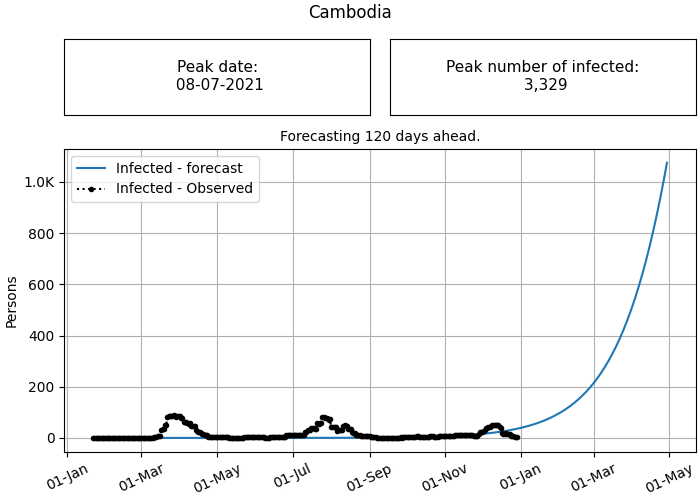 Cambodia
Peak date:
08-07-2021
Peak number of infected:
3,329
Forecasting 120 days ahead.
Infected - forecast
Infected - Observed
Persons
1.0K
800
600
400
200
0
01-Jan
01-Mar
01-May
01-Jul
01-Sep
01-Nov
01-Jan
01-Mar
01-May